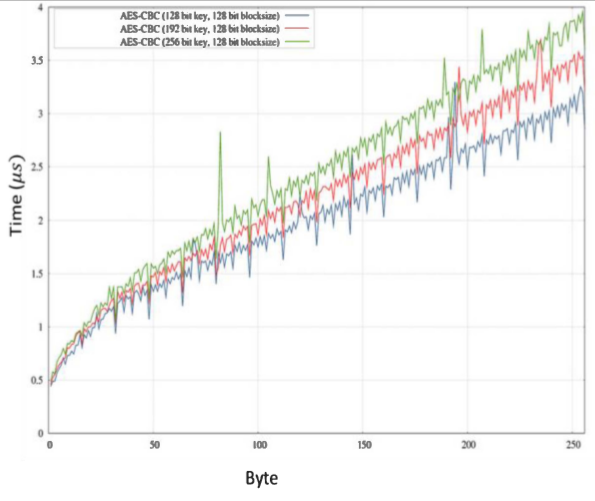 4
3.5
3
2.5
2
1.5
1
0.5
0
Time (μs)
AES-CBC (128 bit key, 128 bit blocksize)
AES-CBC (192 bit key, 128 bit blocksize)
AES-CBC (256 bit key, 128 bit blocksize)
0 50 100 150 200 250
Byte